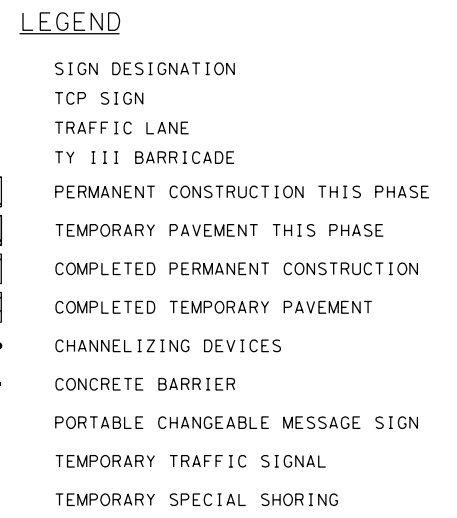 LEGEND
SIGN DESIGNATION
TCP SIGN
TRAFFIC LANE
TY III BARRICADE
PERMANENT CONSTRUCTION THIS PHASE
TEMPORARY PAVEMENT THIS PHASE
COMPLETED PERMANENT CONSTRUCTION
COMPLETED TEMPORARY PAVEMENT
CHANNELIZING DEVICES
CONCRETE BARRIER
PORTABLE CHANGEABLE MESSAGE SIGN
TEMPORARY TRAFFIC SIGNAL
TEMPORARY SPECIAL SHORING